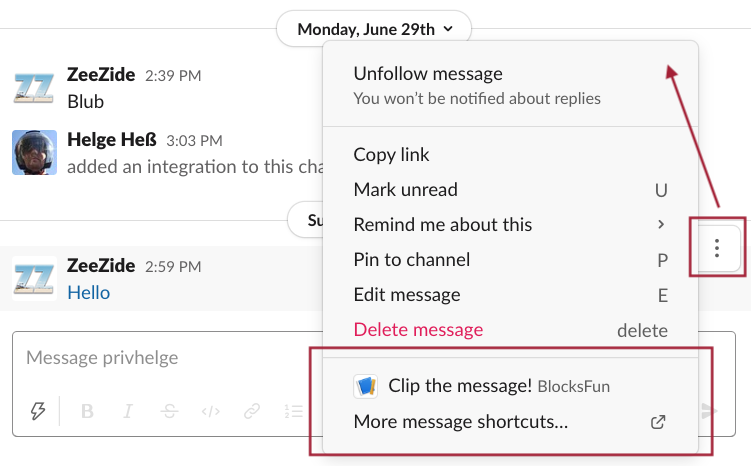 Monday, June 29th
ZeeZide 2:39 PM
Blub
Helge Heß 3:03 PM
added an integration to this cha
Su
ZeeZide 2:59 PM
Hello
Message privhelge
B I S </>
Unfollow message
You won't be notified about replies
Copy link
Mark unread U
Remind me about this
Pin to channel P
Edit message E
Delete message delete
Clip the message! BlocksFun
More message shortcuts...